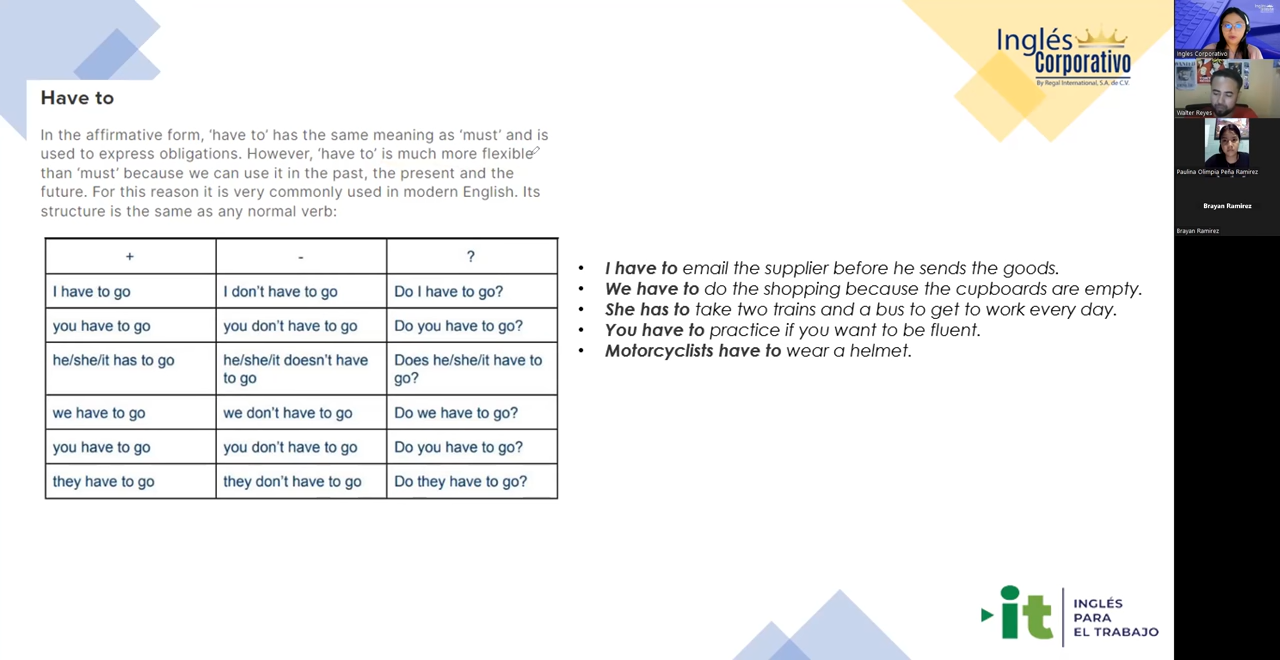 Inglés
Corporativo
By Regal International, S.A. de C.V.
Have to
In the affirmative form, ‘have to’ has the same meaning as ‘must’ and is
used to express obligations. However, ‘have to’ is much more flexible
than ‘must’ because we can use it in the past, the present and the
future. For this reason it is very commonly used in modern English. Its
structure is the same as any normal verb:
+ - ?
I have to go I don’t have to go Do I have to go?
you have to go you don’t have to go Do you have to go?
he/she/it has to go he/she/it doesn’t have to go Does he/she/it have to go?
we have to go we don’t have to go Do we have to go?
you have to go you don’t have to go Do you have to go?
they have to go they don’t have to go Do they have to go?
• I have to email the supplier before he sends the goods.
• We have to do the shopping because the cupboards are empty.
• She has to take two trains and a bus to get to work every day.
• You have to practice if you want to be fluent.
• Motorcyclists have to wear a helmet.
it
INGLÉS
PARA
EL TRABAJO
Inglés Corporativo
Walter Reyes
Paulina Olimpia Peña Ramirez
Brayan Ramirez
Brayan Ramirez